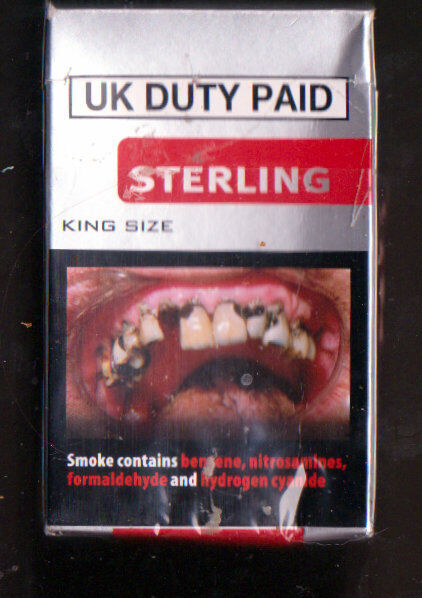 UK DUTY PAID
STERLING
KING SIZE
Smoke contains benzene, nitrosamines,
formaldehyde and hydrogen cyanide